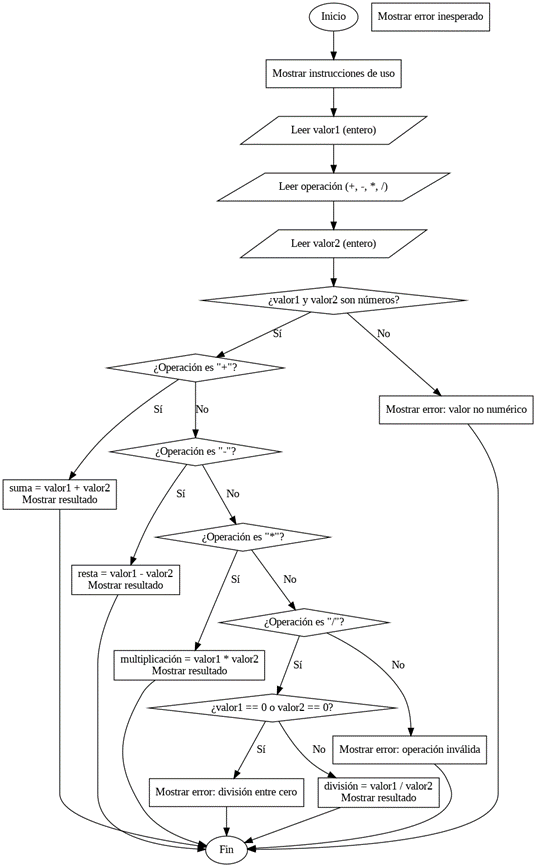 Inicio
Mostrar error inesperado
Mostrar instrucciones de uso
Leer valor1 (entero)
Leer operación (+, -, *, /)
Leer valor2 (entero)
¿valor1 y valor2 son números?
Sí
No
¿Operación es "+"?
Mostrar error: valor no numérico
Sí
No
¿Operación es "-"?
suma = valor1 + valor2
Mostrar resultado
Sí
No
¿Operación es "*"?
resta = valor1 - valor2
Mostrar resultado
Sí
No
¿Operación es "/"?
multiplicación = valor1 * valor2
Mostrar resultado
Sí
No
¿valor1 == 0 o valor2 == 0?
Sí
No
Mostrar error: operación inválida
Mostrar error: división entre cero
división = valor1 / valor2
Mostrar resultado
Fin